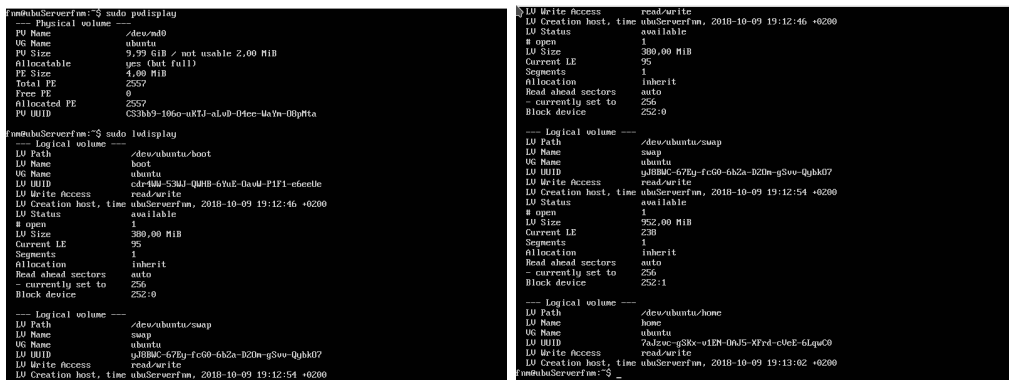 fnm@ubuServerfnm:~$ sudo pvdisplay
--- Physical volume ---
PV Name /dev/md0
VG Name ubuntu
PV Size 9,99 GiB / not usable 2,00 MiB
Allocatable yes (but full)
PE Size 4,00 MiB
Total PE 2557
Free PE 0
Allocated PE 2557
PV UUID CS3bb9-106o-uKTJ-aLvD-O4ee-WaYm-O8pMta
fnm@ubuServerfnm:~$ sudo lvdisplay
--- Logical volume ---
LV Path /dev/ubuntu/boot
LV Name boot
VG Name ubuntu
LV UUID cdr4WW-53WJ-QWHB-6YuE-OavW-P1F1-e6eeUe
LV Write Access read/write
LV Creation host, time ubuServerfnm, 2018-10-09 19:12:46 +0200
LV Status available
# open 1
LV Size 380,00 MiB
Current LE 95
Segments 1
Allocation inherit
Read ahead sectors auto
- currently set to 256
Block device 252:0
--- Logical volume ---
LV Path /dev/ubuntu/swap
LV Name swap
VG Name ubuntu
LV UUID yJ8BWC-67Ey-fcG0-6bZa-D2Om-gSvv-QybkO7
LV Write Access read/write
LV Creation host, time ubuServerfnm, 2018-10-09 19:12:54 +0200
LV Write Access read/write
LV Creation host, time ubuServerfnm, 2018-10-09 19:12:46 +0200
LV Status available
# open 1
LV Size 380,00 MiB
Current LE 95
Segments 1
Allocation inherit
Read ahead sectors auto
- currently set to 256
Block device 252:0
--- Logical volume ---
LV Path /dev/ubuntu/swap
LV Name swap
VG Name ubuntu
LV UUID yJ8BWC-67Ey-fcG0-6bZa-D2Om-gSvv-QybkO7
LV Write Access read/write
LV Creation host, time ubuServerfnm, 2018-10-09 19:12:54 +0200
LV Status available
# open 1
LV Size 952,00 MiB
Current LE 238
Segments 1
Allocation inherit
Read ahead sectors auto
- currently set to 256
Block device 252:1
--- Logical volume ---
LV Path /dev/ubuntu/home
LV Name home
VG Name ubuntu
LV UUID 7aJzvc-gSKx-v1EN-OAJ5-XFrd-cVeE-6LqwC0
LV Write Access read/write
LV Creation host, time ubuServerfnm, 2018-10-09 19:13:02 +0200
fnm@ubuServerfnm:~$ _